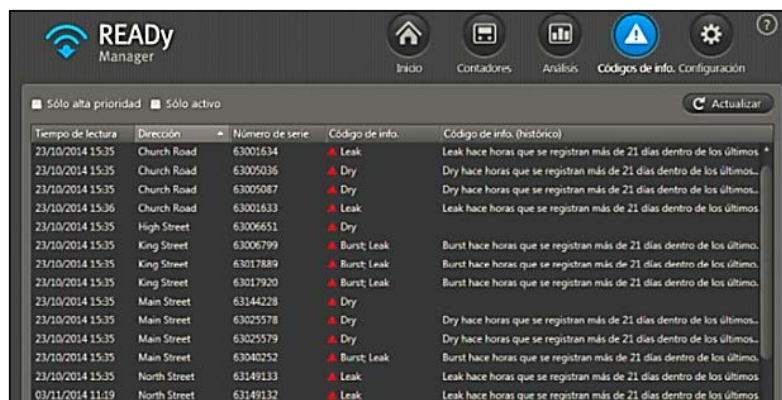 READy
Manager
?
Inicio Contadores Análisis Códigos de info. Configuración
Sólo alta prioridad Sólo activo Actualizar
Tiempo de lectura Dirección Número de serie Código de info. Código de info. (histórico)
23/10/2014 15:35 Church Road 63001634 Leak Leak hace horas que se registran más de 21 días dentro de los últimos
23/10/2014 15:35 Church Road 63005036 Dry Dry hace horas que se registran más de 21 días dentro de los últimos...
23/10/2014 15:35 Church Road 63005087 Dry Dry hace horas que se registran más de 21 días dentro de los últimos...
23/10/2014 15:36 Church Road 63001633 Leak Leak hace horas que se registran más de 21 días dentro de los últimos
23/10/2014 15:35 High Street 63006651 Dry
23/10/2014 15:35 King Street 63006799 Burst; Leak Burst hace horas que se registran más de 21 días dentro de los último.
23/10/2014 15:35 King Street 63017889 Burst; Leak Burst hace horas que se registran más de 21 días dentro de los último.
23/10/2014 15:35 King Street 63017920 Burst; Leak Burst hace horas que se registran más de 21 días dentro de los último.
23/10/2014 15:35 Main Street 63144228 Dry
23/10/2014 15:35 Main Street 63025578 Dry Dry hace horas que se registran más de 21 días dentro de los últimos...
23/10/2014 15:35 Main Street 63025579 Dry Dry hace horas que se registran más de 21 días dentro de los últimos...
23/10/2014 15:35 Main Street 63040252 Burst; Leak Burst hace horas que se registran más de 21 días dentro de los último.
23/10/2014 15:35 North Street 63149133 Leak Leak hace horas que se registran más de 21 días dentro de los últimos
03/11/2014 11:19 North Street 63149132 Leak Leak hace horas que se registran más de 21 días dentro de los últimos